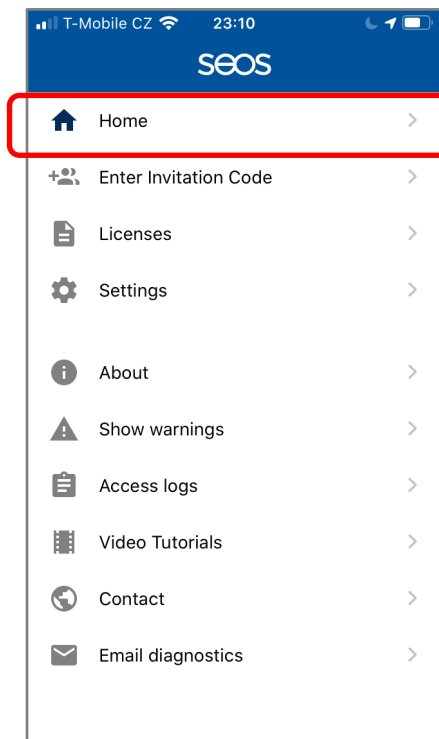 T-Mobile CZ 23:10
seos
Home
Enter Invitation Code
Licenses
Settings
About
Show warnings
Access logs
Video Tutorials
Contact
Email diagnostics